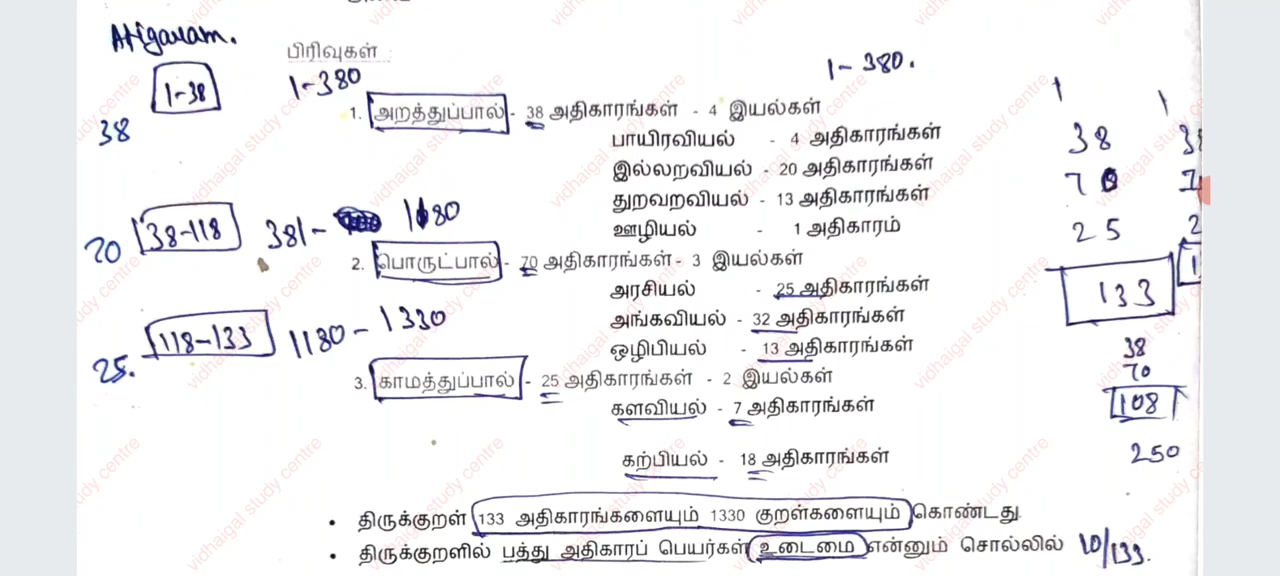 Atigaram.
பிரிவுகள் :
1-38 1-380 1- 380.
38
1. அறத்துப்பால் - 38 அதிகாரங்கள் - 4 இயல்கள்
பாயிரவியல் - 4 அதிகாரங்கள் 38
இல்லறவியல் - 20 அதிகாரங்கள் 70
துறவறவியல் - 13 அதிகாரங்கள்
ஊழியல் - 1 அதிகாரம் 25
70 38-118 381- 1180
2. பொருட்பால் - 70 அதிகாரங்கள் - 3 இயல்கள்
அரசியல் - 25 அதிகாரங்கள் 133
அங்கவியல் - 32 அதிகாரங்கள்
ஒழிபியல் - 13 அதிகாரங்கள் 38
25. 118-133 1180-1330 70
3. காமத்துப்பால் - 25 அதிகாரங்கள் - 2 இயல்கள்
களவியல் - 7 அதிகாரங்கள் 108
கற்பியல் - 18 அதிகாரங்கள் 250
• திருக்குறள் 133 அதிகாரங்களையும் 1330 குறள்களையும் கொண்டது.
• திருக்குறளில் பத்து அதிகாரப் பெயர்கள் உடைமை என்னும் சொல்லில் 10/133.
vidhaigal study centre